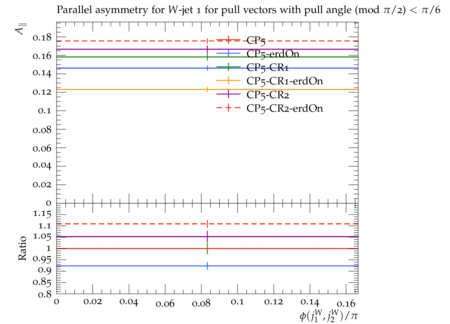 Parallel asymmetry for W-jet 1 for pull vectors with pull angle (mod π/2) < π/6
A∥
0.18
0.16
0.14
0.12
0.1
0.08
0.06
0.04
0.02
0
CP5
CP5-erdOn
CP5-CR1
CP5-CR1-erdOn
CP5-CR2
CP5-CR2-erdOn
Ratio
1.15
1.1
1.05
1.0
0.95
0.9
0.85
0.8
0 0.02 0.04 0.06 0.08 0.1 0.12 0.14 0.16
ϕ(j₁ᵂ, j₂ᵂ)/π